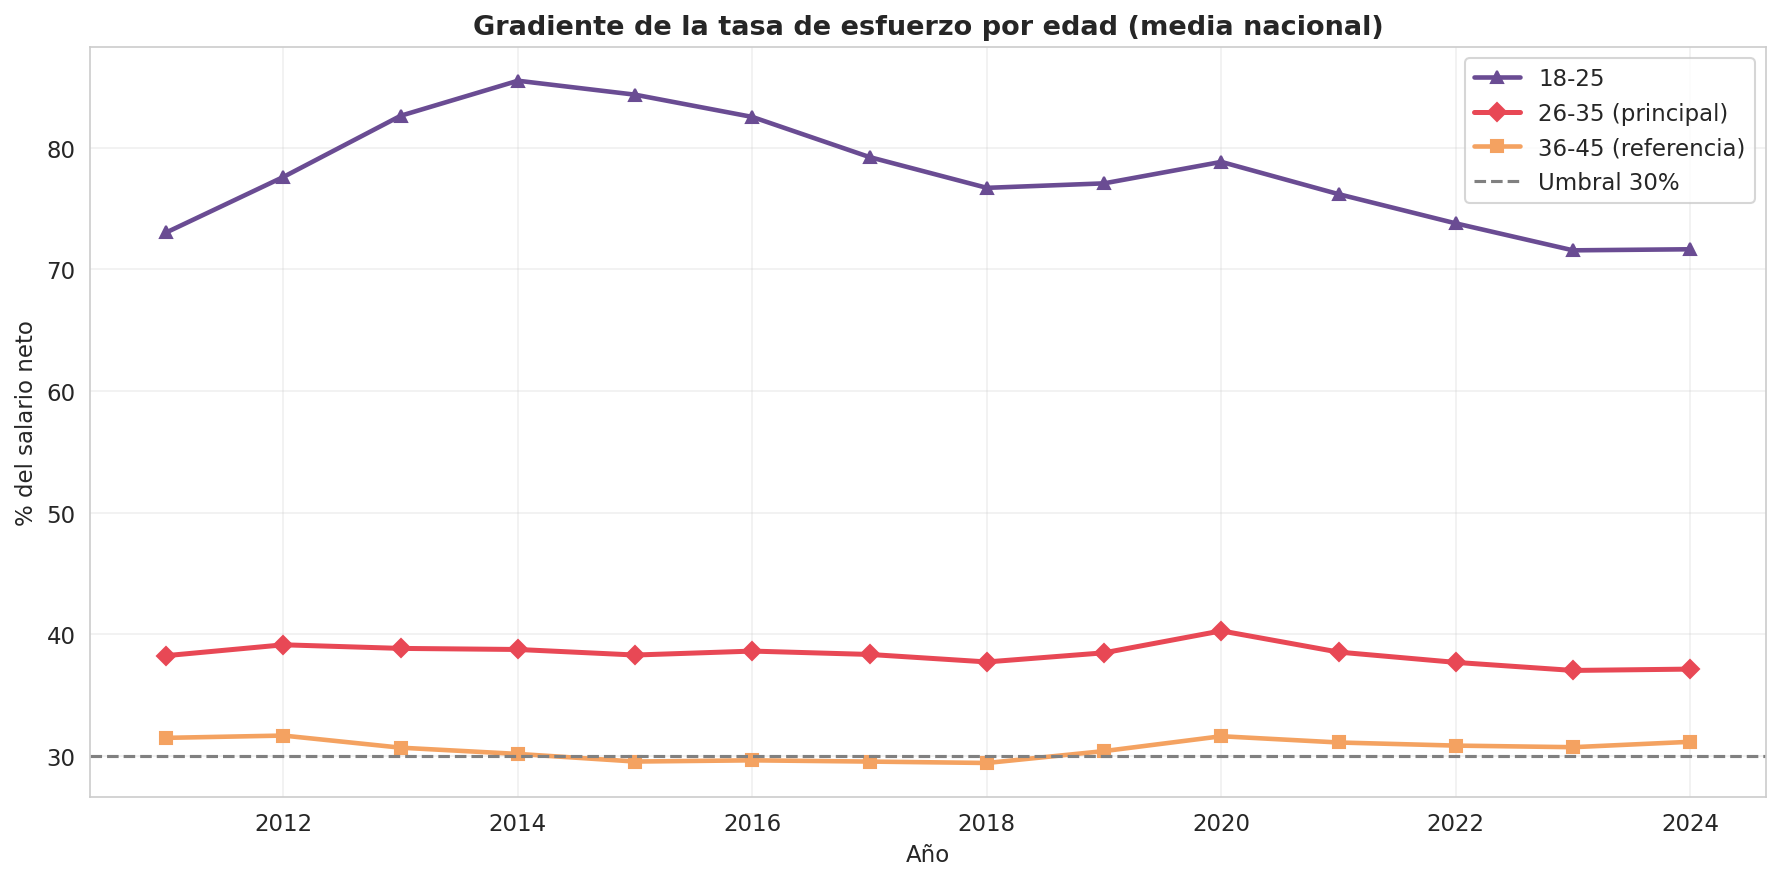 Gradiente de la tasa de esfuerzo por edad (media nacional)
18-25
26-35 (principal)
36-45 (referencia)
Umbral 30%
% del salario neto
80
70
60
50
40
30
2012
2014
2016
2018
2020
2022
2024
Año